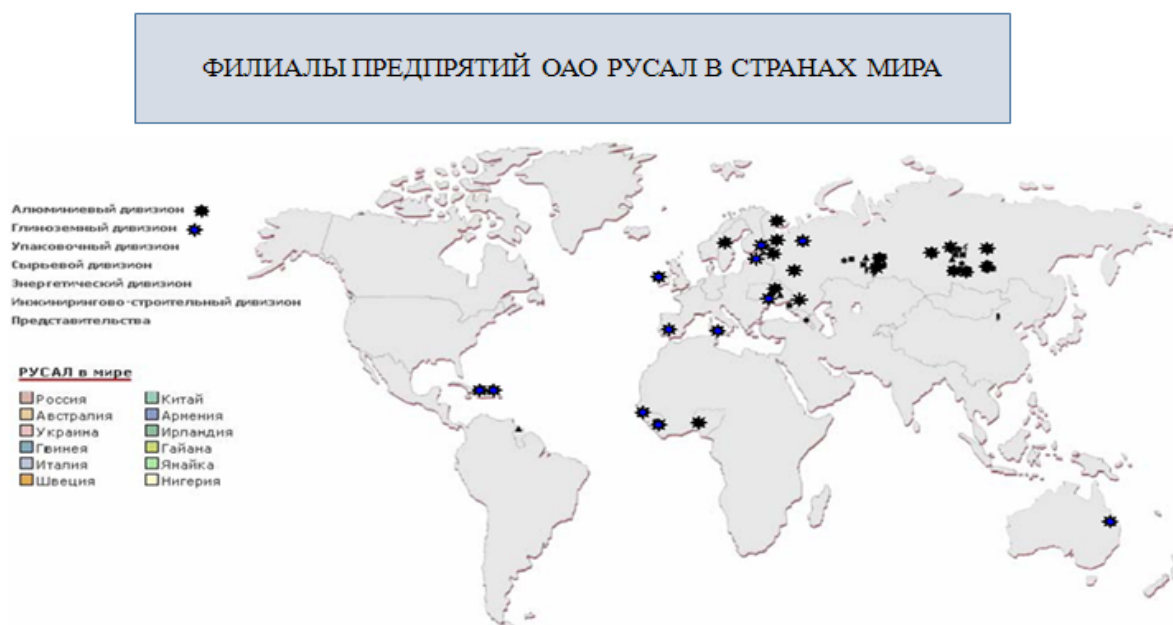 ФИЛИАЛЫ ПРЕДПРЯТИЙ ОАО РУСАЛ В СТРАНАХ МИРА
Алюминиевый дивизион
Глиноземный дивизион
Упаковочный дивизион
Сырьевой дивизион
Энергетический дивизион
Инжинирингово-строительный дивизион
Представительства
РУСАЛ в мире
Россия
Австралия
Украина
Гвинея
Италия
Швеция
Китай
Армения
Ирландия
Гайана
Ямайка
Нигерия